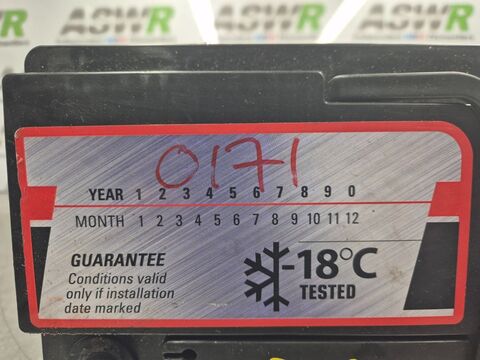 ASWR ASWR ASWR
0171
YEAR 1 2 3 4 5 6 7 8 9 0
MONTH 1 2 3 4 5 6 7 8 9 10 11 12
GUARANTEE
Conditions valid
only if installation
date marked
-18°C
TESTED